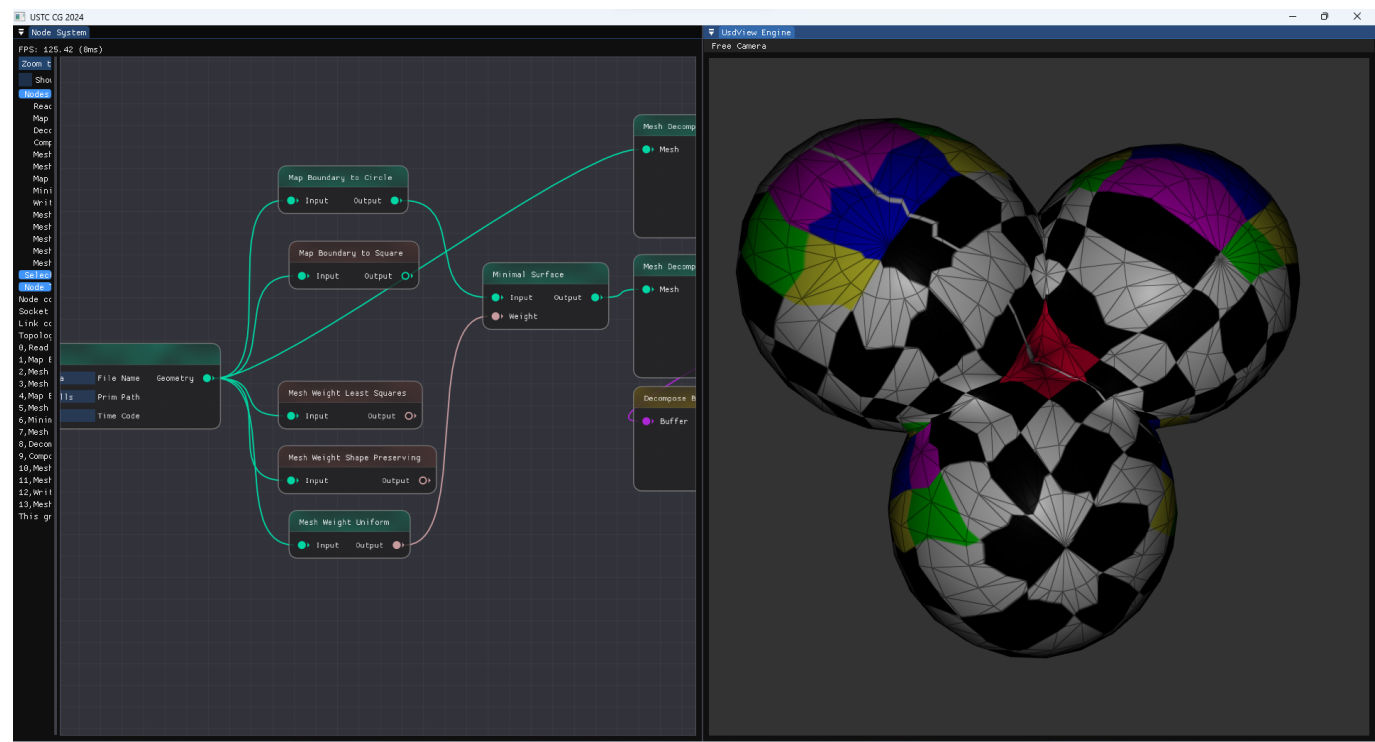 USTC CG 2024
Node System
FPS: 125.42 (8ms)
Zoom t
Shou
Nodes
Read
Map
Deco
Comp
Mesh
Mesh
Map
Mini
Writ
Mesh
Mesh
Mesh
Mesh
Mesh
Select
Node
Node co
Socket
Link co
Topolog
0,Read
1,Map B
2,Mesh
3,Mesh
4,Map B
5,Mesh
6,Minim
7,Mesh
8,Decom
9,Compo
10,Mesh
11,Mesh
12,Writ
13,Mesh
This gr
File Name Geometry
lls Prim Path
Time Code
Map Boundary to Circle
Input Output
Map Boundary to Square
Input Output
Mesh Weight Least Squares
Input Output
Mesh Weight Shape Preserving
Input Output
Mesh Weight Uniform
Input Output
Minimal Surface
Input Output
Weight
Mesh Decomp
Mesh
Mesh Decomp
Mesh
Decompose B
Buffer
UsdView Engine
Free Camera